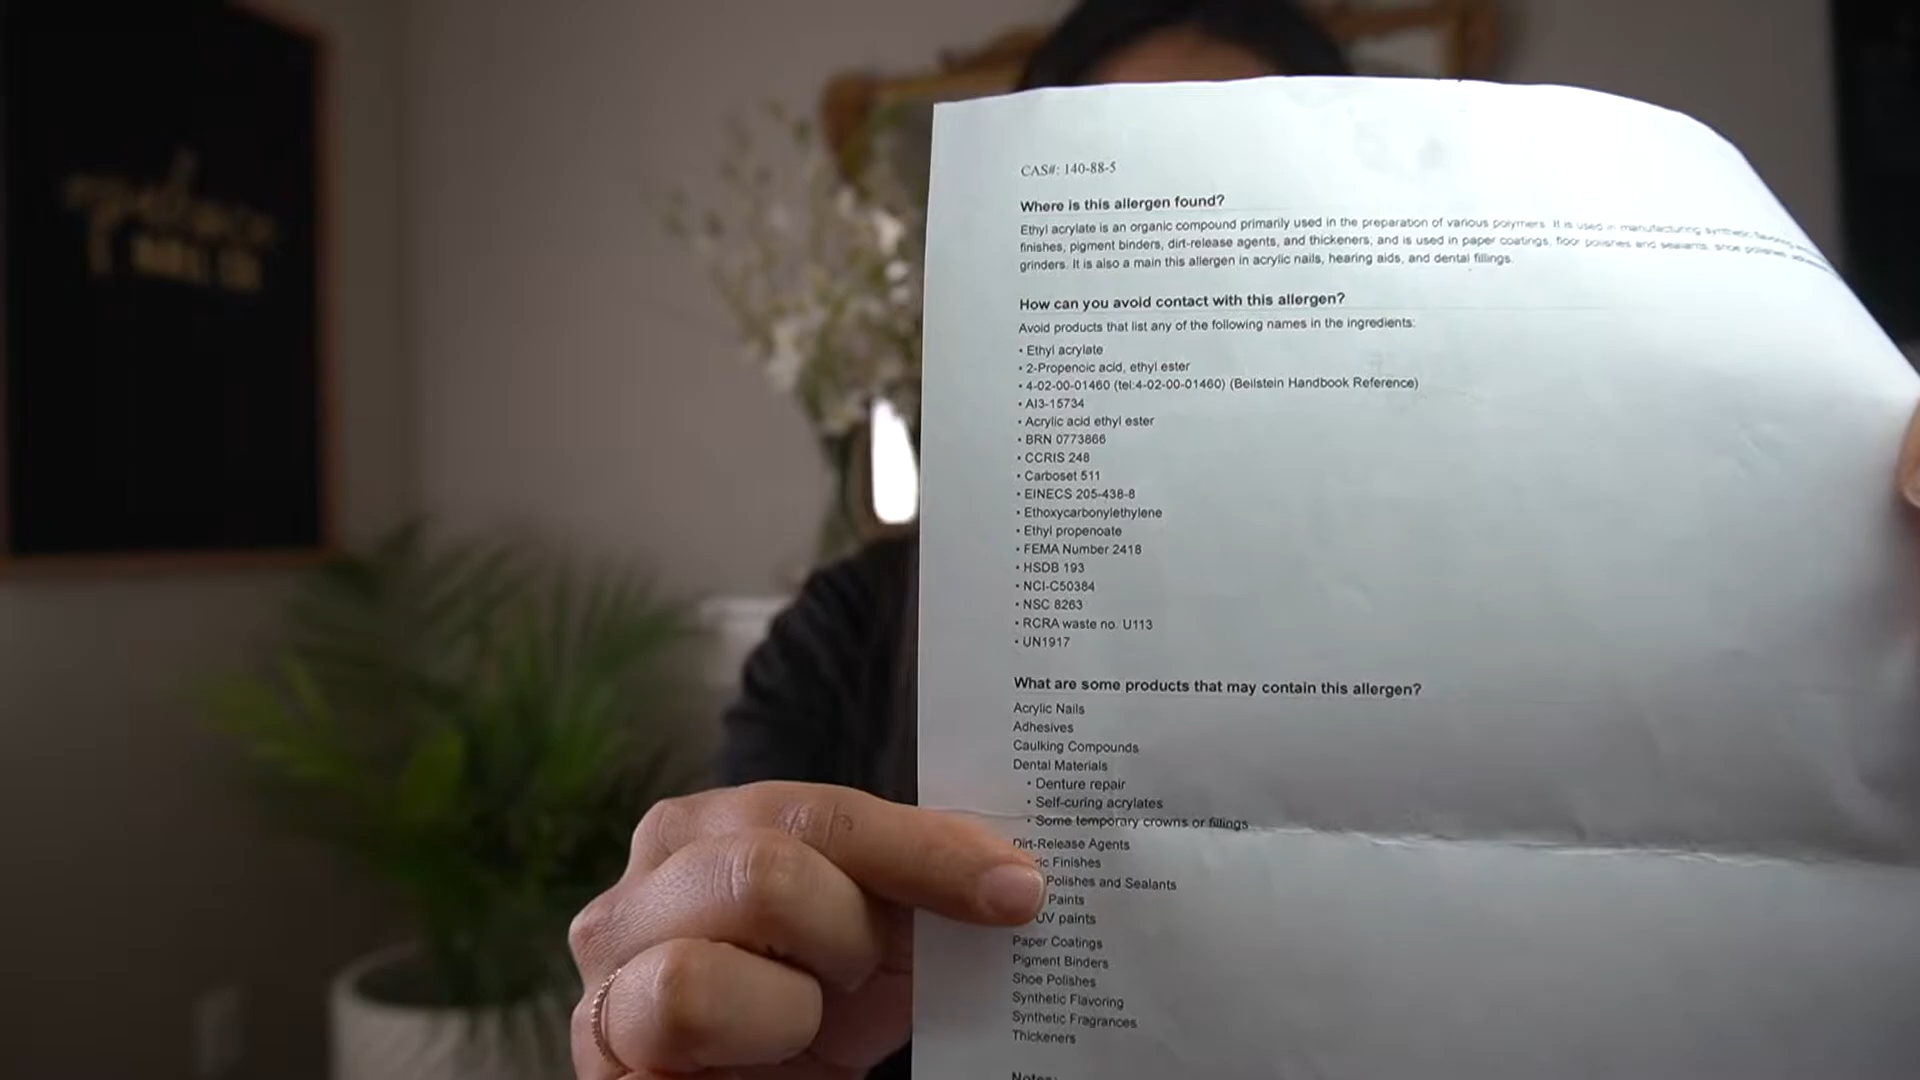 CAS#: 140-88-5
Where is this allergen found?
Ethyl acrylate is an organic compound primarily used in the preparation of various polymers. It is used in manufacturing synthetic
finishes, pigment binders, dirt-release agents, and thickeners; and is used in paper coatings, floor polishes and sealants, shoe polishes,
grinders. It is also a main this allergen in acrylic nails, hearing aids, and dental fillings.
How can you avoid contact with this allergen?
Avoid products that list any of the following names in the ingredients:
• Ethyl acrylate
• 2-Propenoic acid, ethyl ester
• 4-02-00-01460 (tel:4-02-00-01460) (Beilstein Handbook Reference)
• AI3-15734
• Acrylic acid ethyl ester
• BRN 0773866
• CCRIS 248
• Carboset 511
• EINECS 205-438-8
• Ethoxycarbonylethylene
• Ethyl propenoate
• FEMA Number 2418
• HSDB 193
• NCI-C50384
• NSC 8263
• RCRA waste no. U113
• UN1917
What are some products that may contain this allergen?
Acrylic Nails
Adhesives
Caulking Compounds
Dental Materials
• Denture repair
• Self-curing acrylates
• Some temporary crowns or fillings
Dirt-Release Agents
Finishes
Polishes and Sealants
Paints
UV paints
Paper Coatings
Pigment Binders
Shoe Polishes
Synthetic Flavoring
Synthetic Fragrances
Thickeners